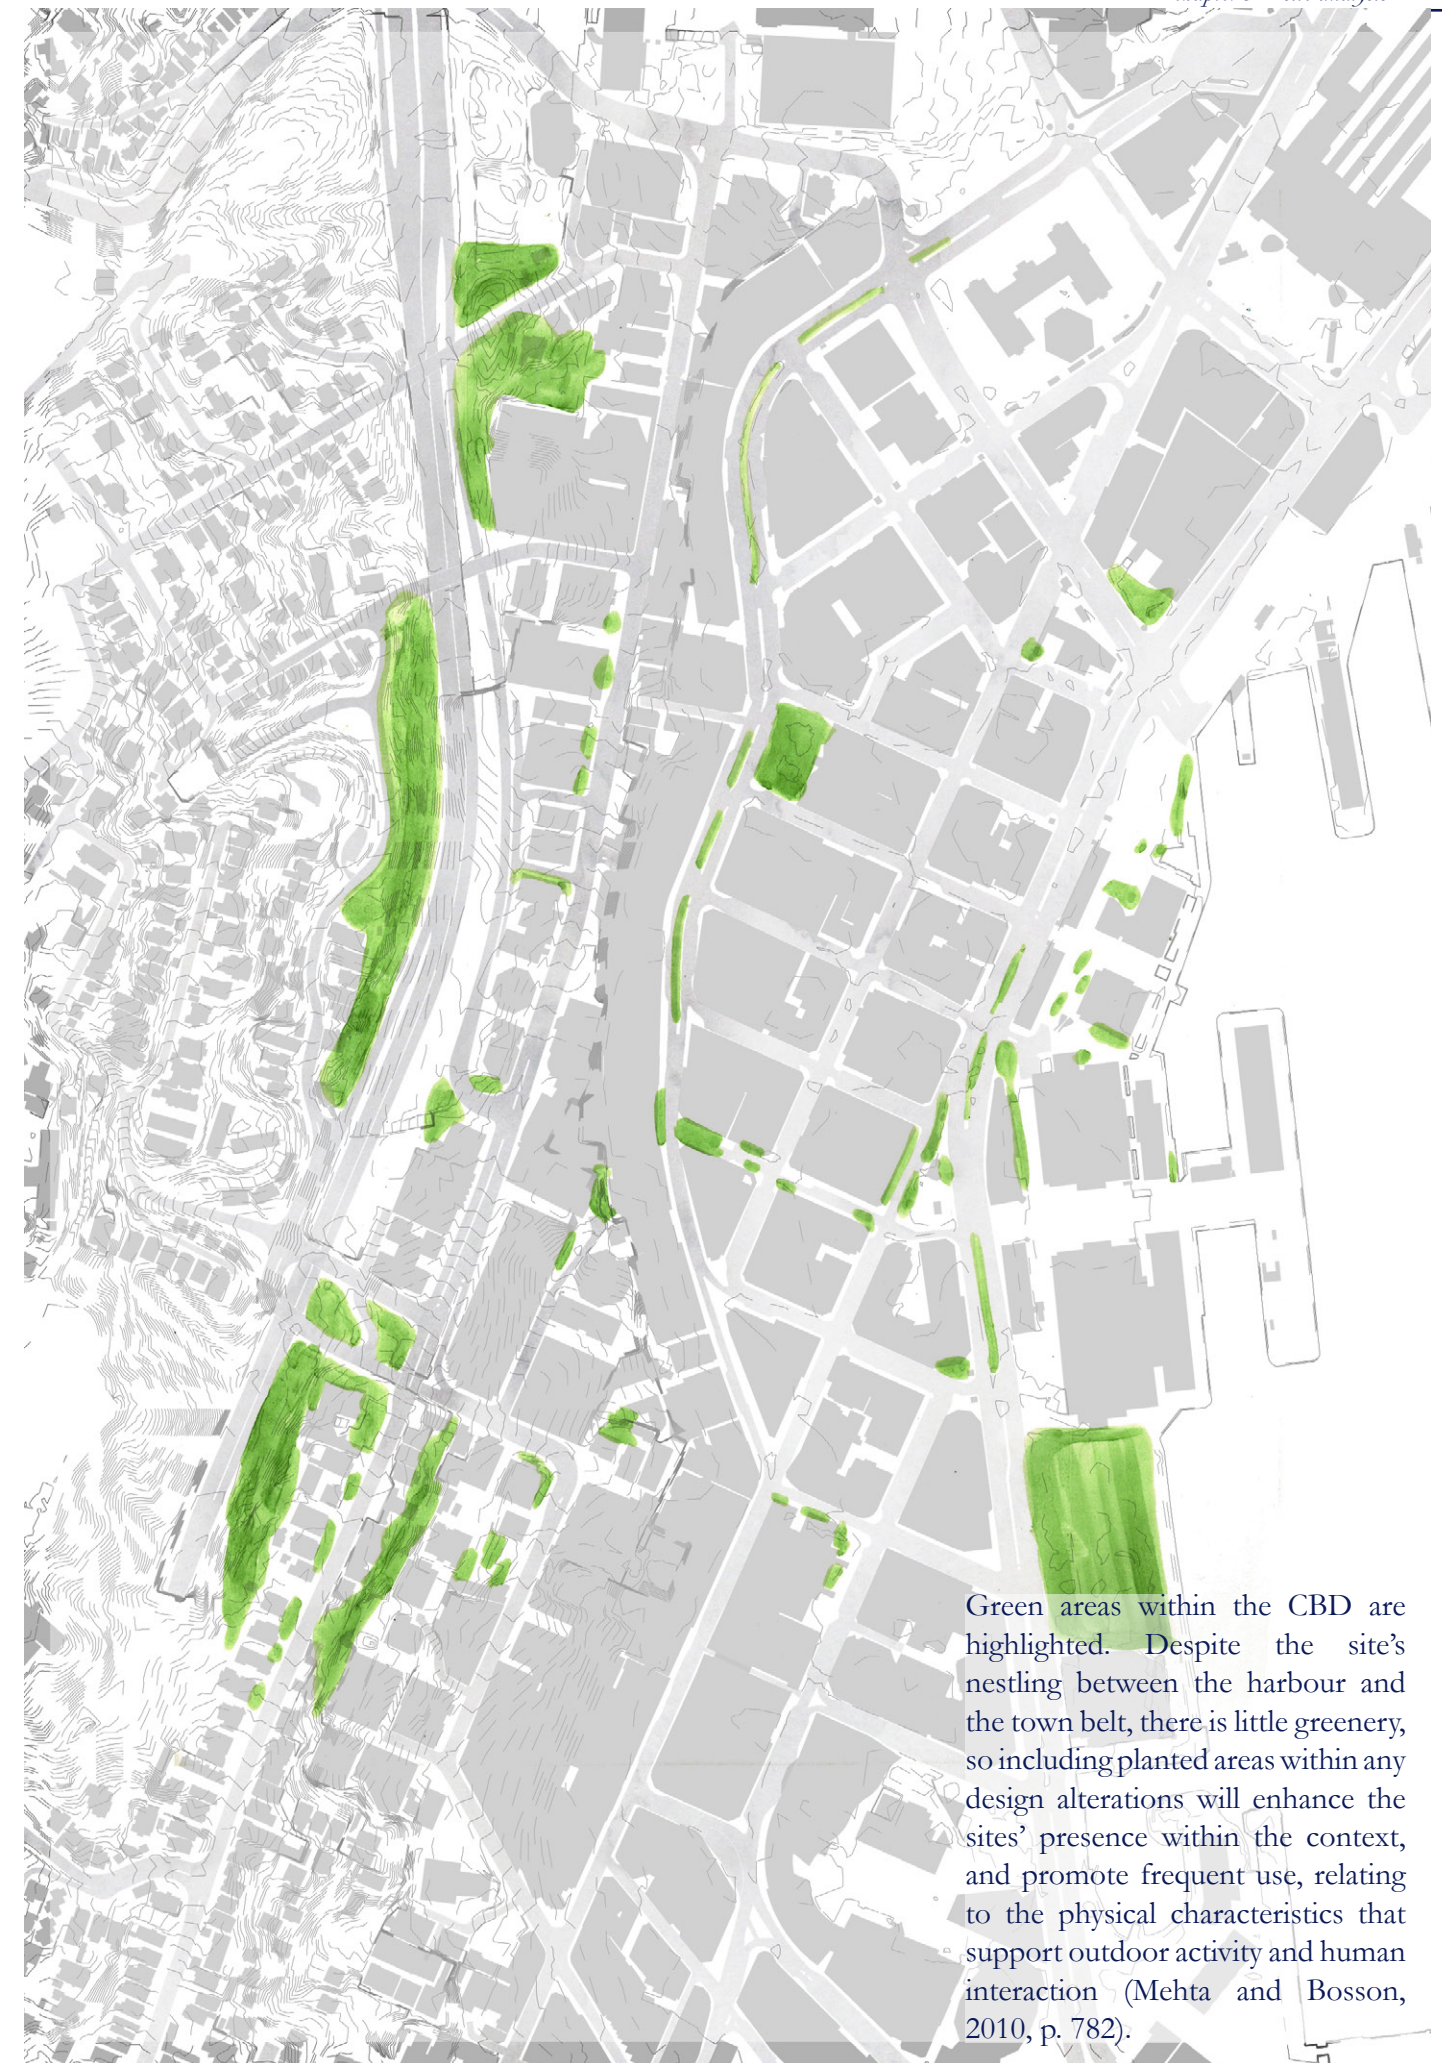 Green areas within the CBD are
highlighted. Despite the site’s
nestling between the harbour and
the town belt, there is little greenery,
so including planted areas within any
design alterations will enhance the
sites’ presence within the context,
and promote frequent use, relating
to the physical characteristics that
support outdoor activity and human
interaction (Mehta and Bosson,
2010, p. 782).